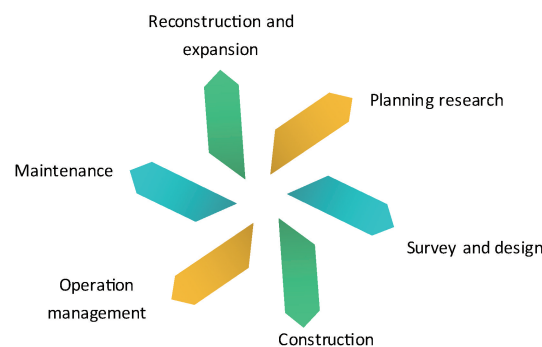 Reconstruction and
expansion
Planning research
Maintenance
Survey and design
Operation
management
Construction